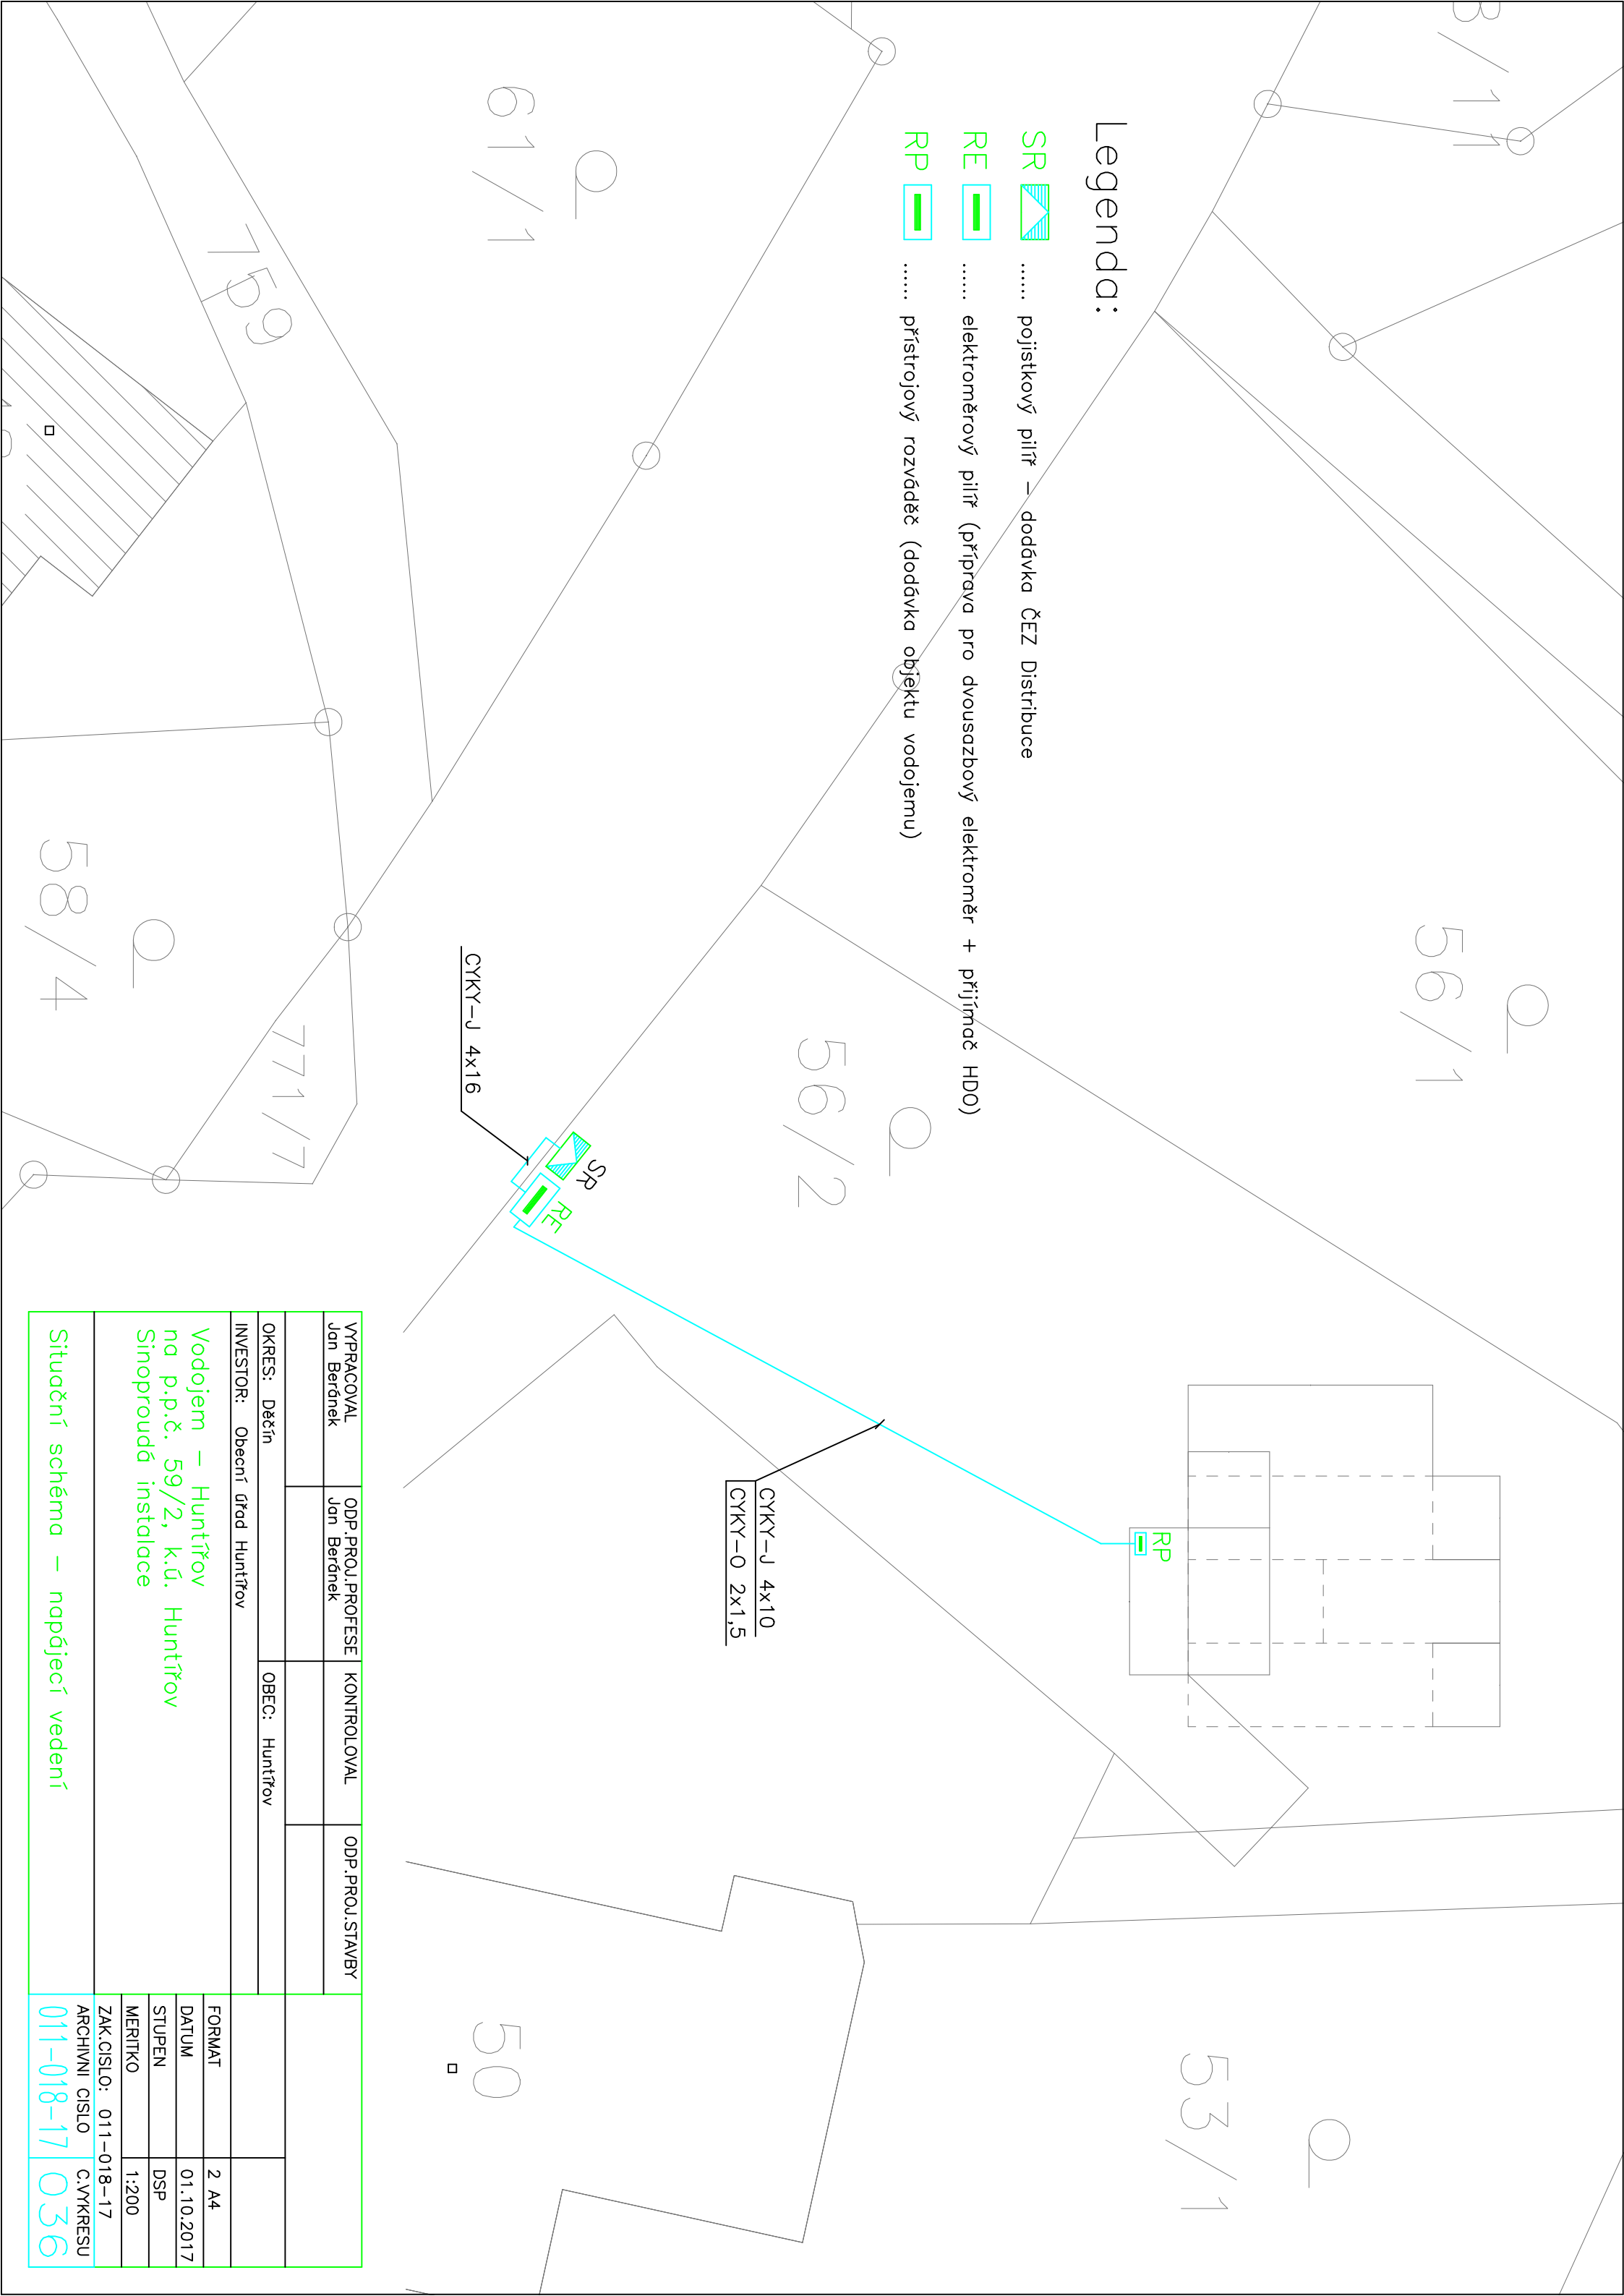 Legenda:
SR ...... pojistkový pilíř - dodávka ČEZ Distribuce
RE ...... elektroměrový pilíř (příprava pro dvousazbový elektroměr + přijímač HDO)
RP ...... přístrojový rozváděč (dodávka objektu vodojemu)
61/1
759
56/1
56/2
58/4
771/7
53/1
50
CYKY-J 4x16
SR
RE
RP
CYKY-J 4x10
CYKY-O 2x1,5
VYPRACOVAL
Jan Beránek
ODP.PROJ.PROFESE
Jan Beránek
KONTROLOVAL
ODP.PROJ.STAVBY
OKRES: Děčín
OBEC: Huntířov
INVESTOR: Obecní úřad Huntířov
Vodojem - Huntířov
na p.p.č. 59/2, k.ú. Huntířov
Sinoproudá instalace
Situační schéma - napájecí vedení
FORMAT 2 A4
DATUM 01.10.2017
STUPEN DSP
MERITKO 1:200
ZAK.CISLO: 011-018-17
ARCHIVNI CISLO C.VYKRESU
011-018-17 036